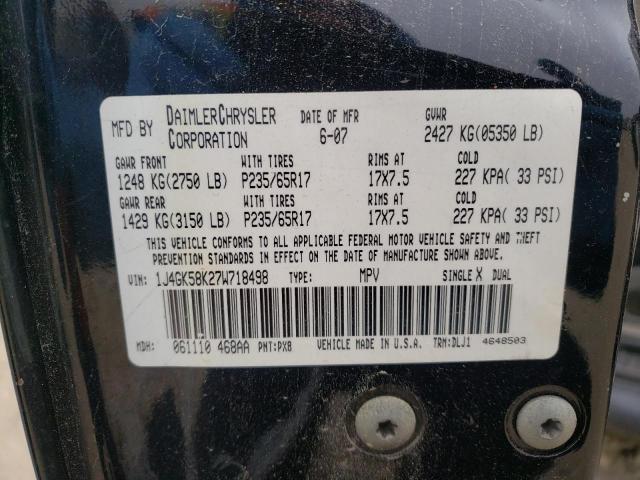 MFD BY DAIMLERCHRYSLER CORPORATION DATE OF MFR 6-07 GVWR 2427 KG(05350 LB)
GAWR FRONT WITH TIRES RIMS AT COLD
1248 KG(2750 LB) P235/65R17 17X7.5 227 KPA( 33 PSI)
GAWR REAR WITH TIRES RIMS AT COLD
1429 KG(3150 LB) P235/65R17 17X7.5 227 KPA( 33 PSI)
THIS VEHICLE CONFORMS TO ALL APPLICABLE FEDERAL MOTOR VEHICLE SAFETY AND THEFT
PREVENTION STANDARDS IN EFFECT ON THE DATE OF MANUFACTURE SHOWN ABOVE.
VIN: 1J4GK58K27W718498 TYPE: MPV SINGLE X DUAL
MDH: 061110 468AA PNT:PX8 VEHICLE MADE IN U.S.A. TRN:DLJ1 4648503